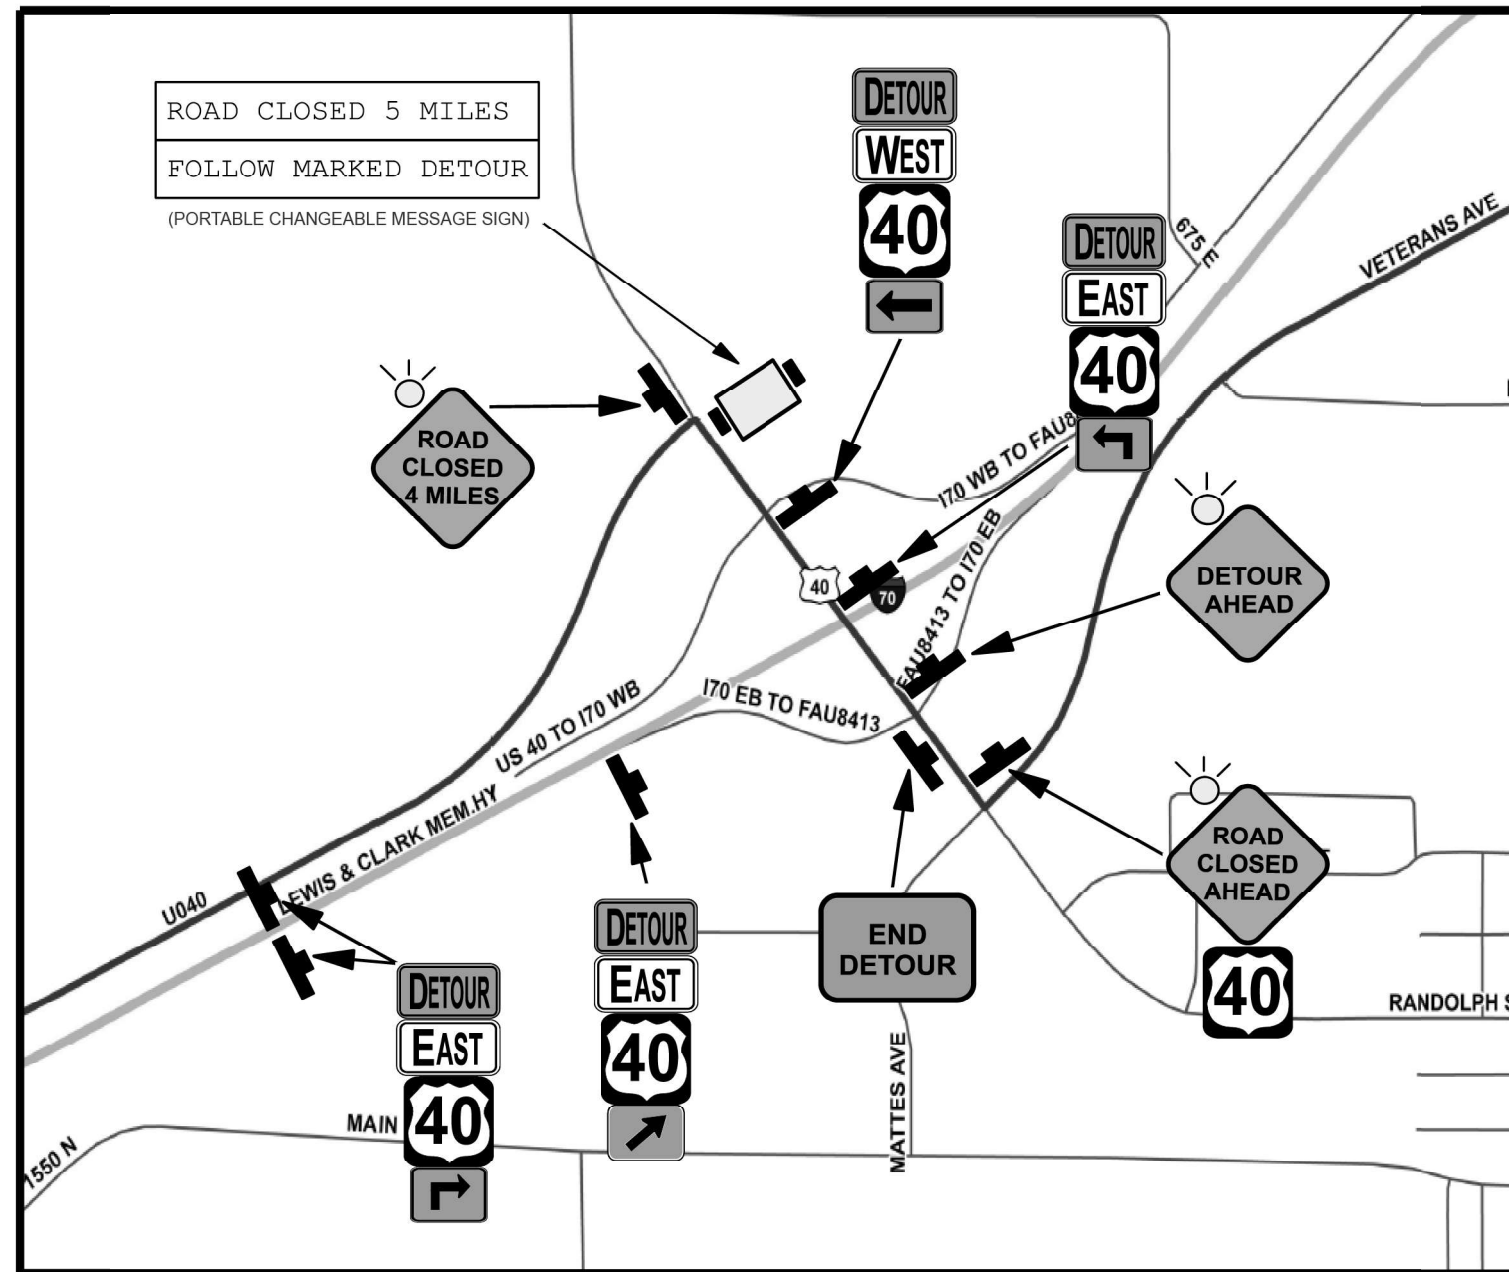 ROAD CLOSED 5 MILES
FOLLOW MARKED DETOUR
(PORTABLE CHANGEABLE MESSAGE SIGN)
DETOUR
WEST
40
DETOUR
EAST
40
675 E
VETERANS AVE
ROAD
CLOSED
4 MILES
I70 WB TO FAU8
FAU8413 TO I70 EB
40
70
DETOUR
AHEAD
US 40 TO I70 WB
I70 EB TO FAU8413
LEWIS & CLARK MEM.HY
U040
ROAD
CLOSED
AHEAD
40
END
DETOUR
DETOUR
EAST
40
DETOUR
EAST
40
RANDOLPH S
MATTES AVE
MAIN
1550 N